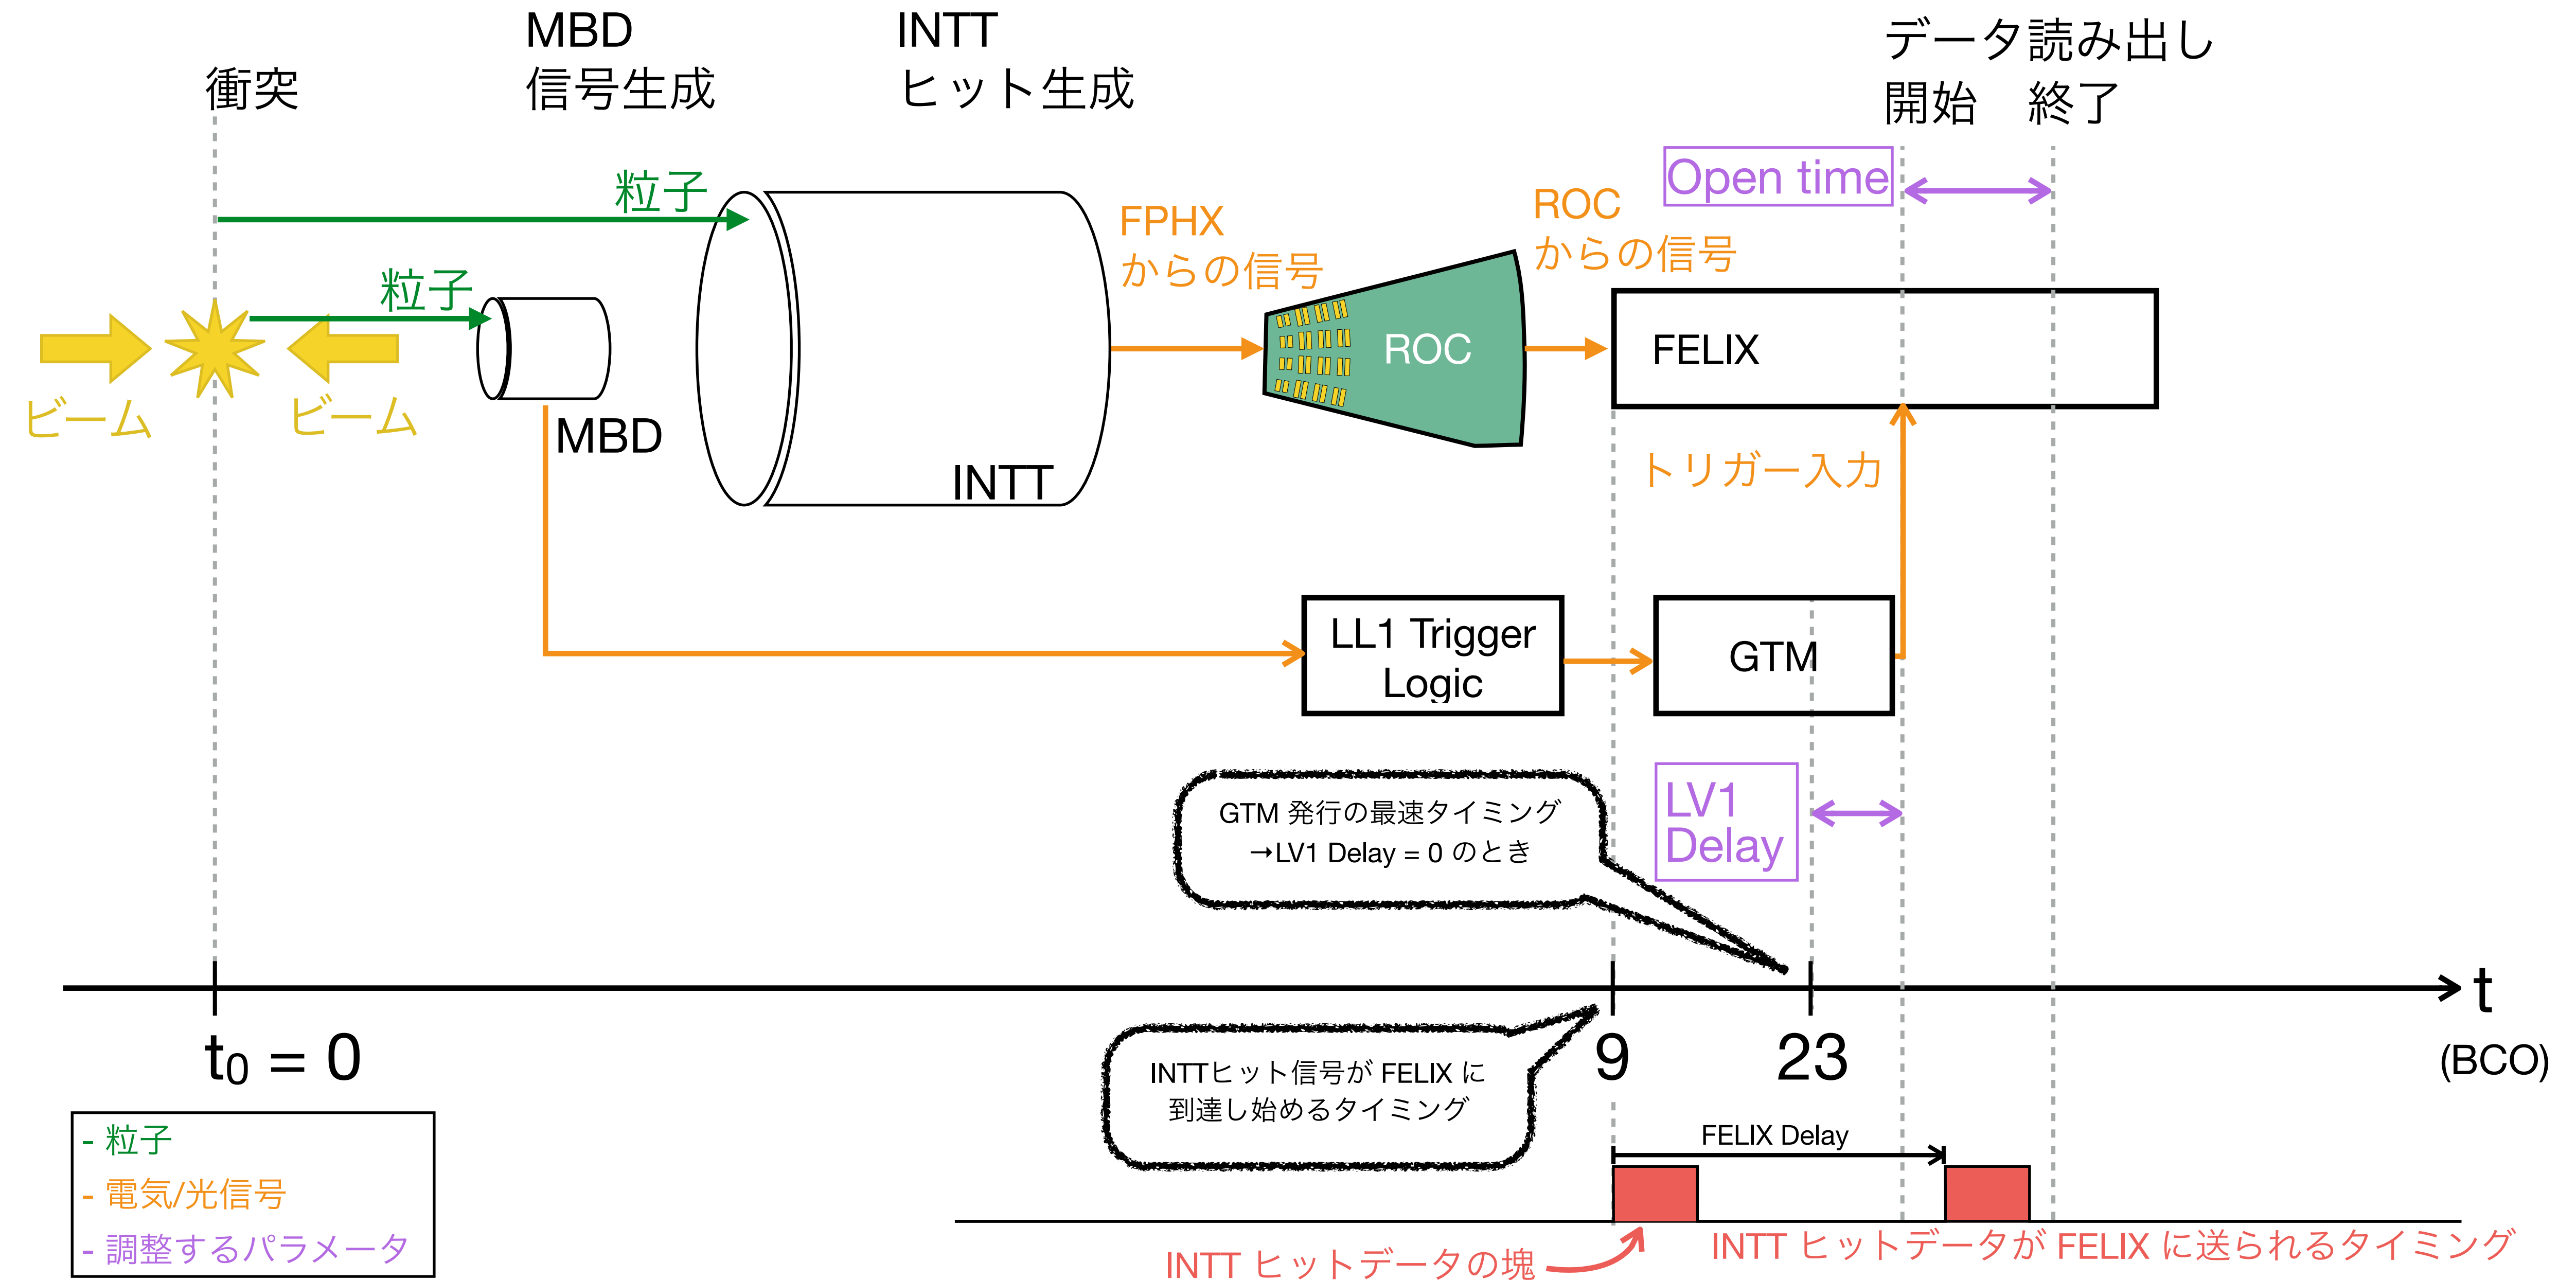 衝突
MBD
信号生成
INTT
ヒット生成
データ読み出し
開始
終了
粒子
粒子
ビーム
ビーム
MBD
INTT
FPHX
からの信号
ROC
ROC
からの信号
Open time
FELIX
トリガー入力
LL1 Trigger
Logic
GTM
LV1
Delay
GTM 発行の最速タイミング
→LV1 Delay = 0 のとき
t
(BCO)
t0 = 0
9
23
INTTヒット信号が FELIX に
到達し始めるタイミング
- 粒子
- 電気/光信号
- 調整するパラメータ
FELIX Delay
INTT ヒットデータの塊
INTT ヒットデータが FELIX に送られるタイミング